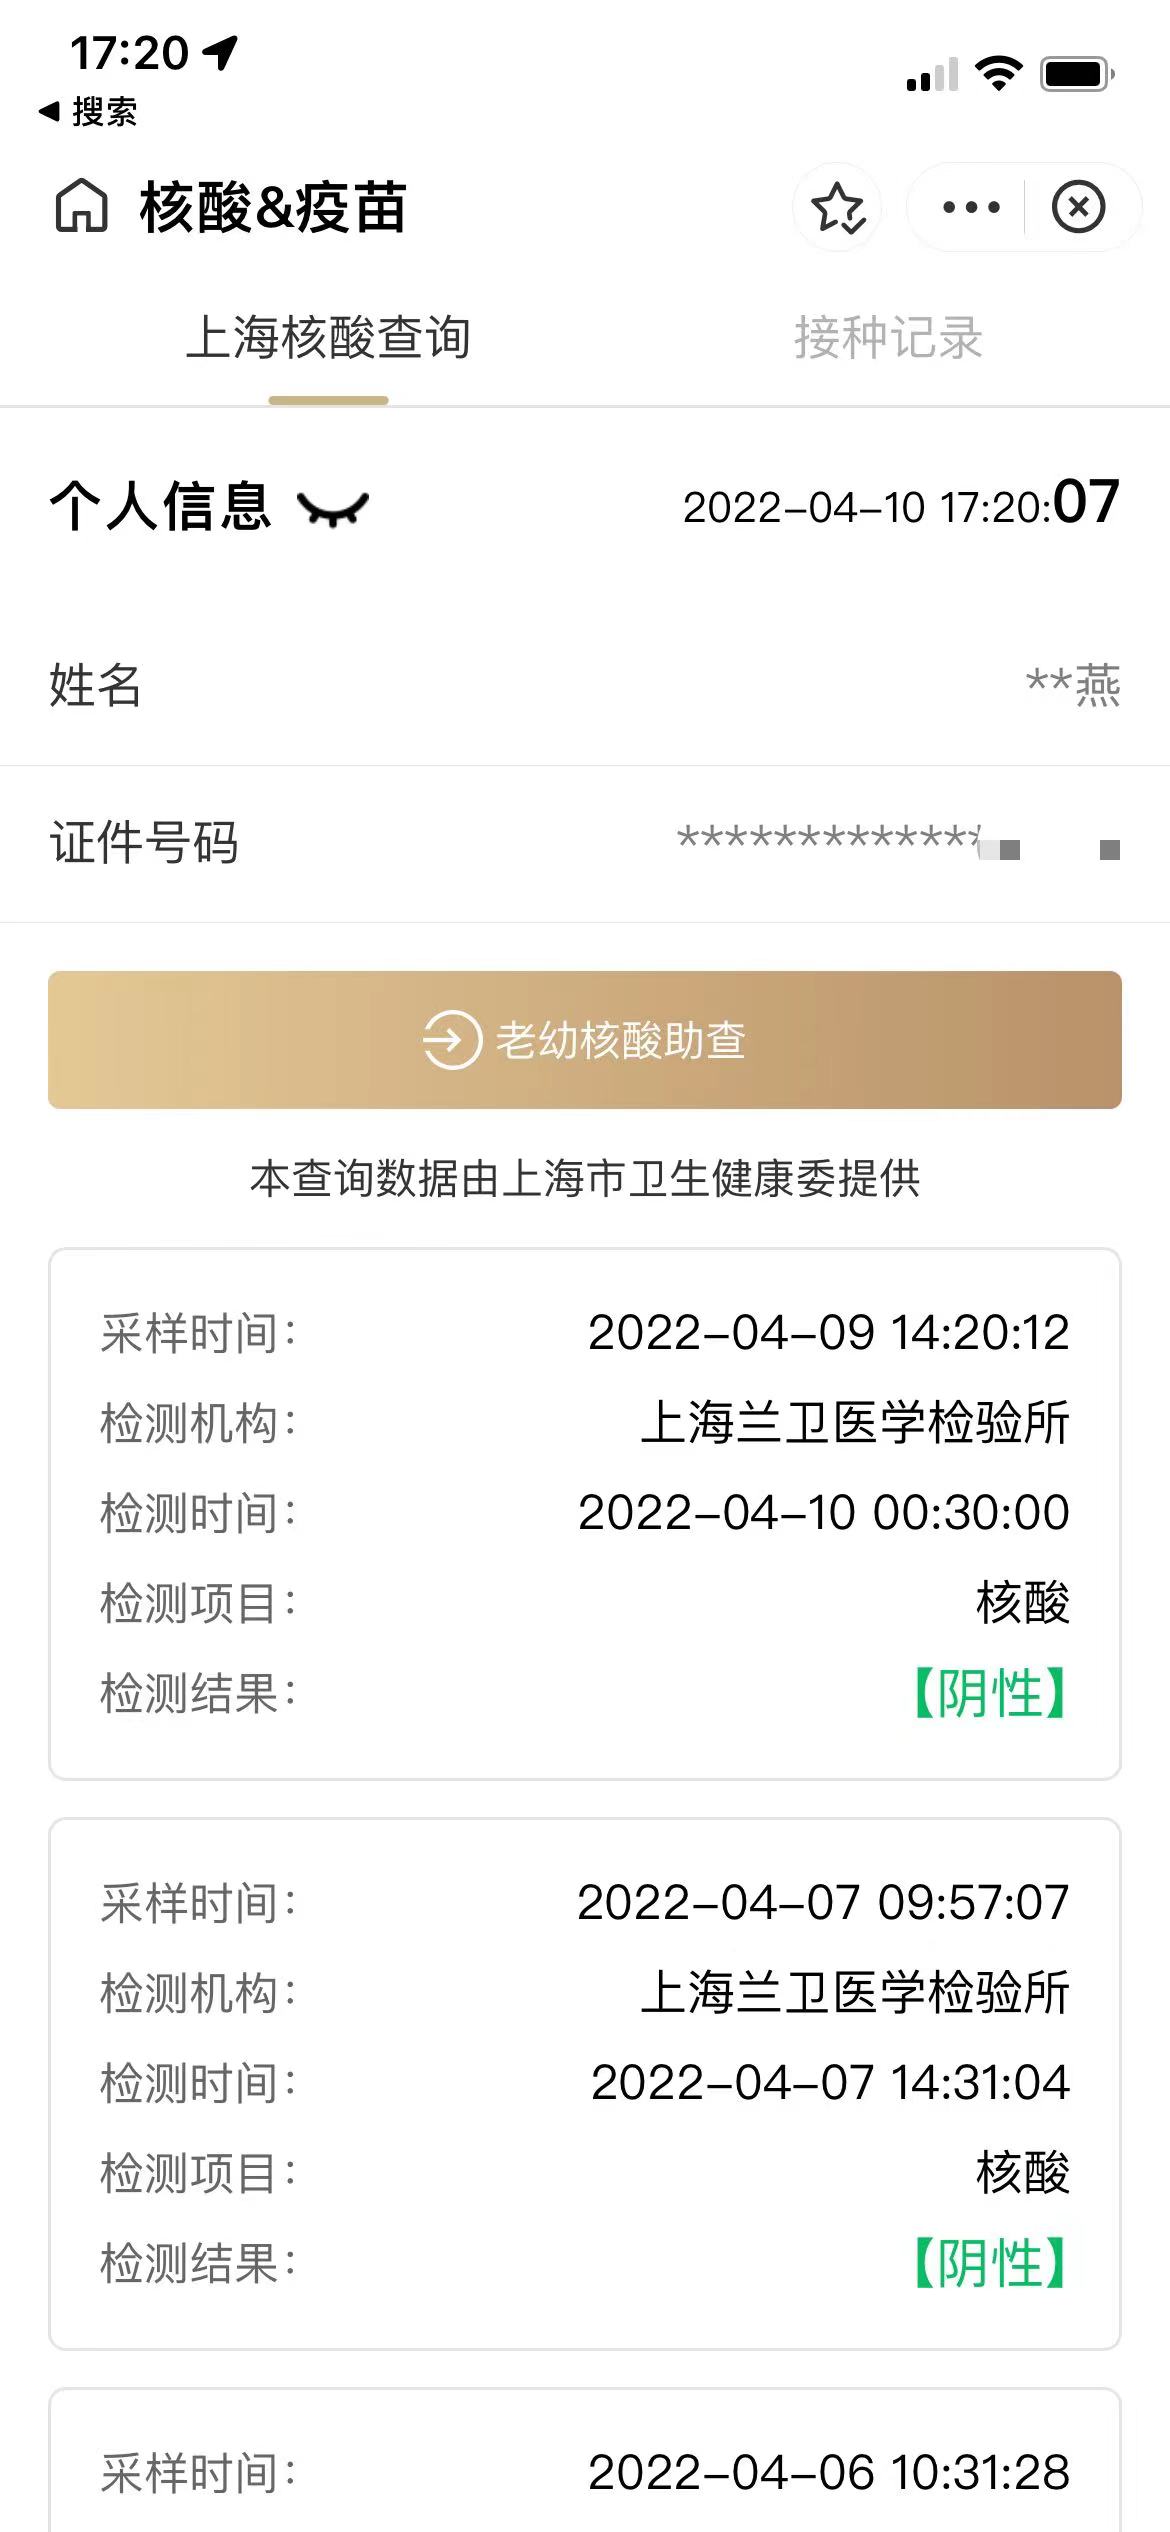 17:20
搜索
核酸&疫苗
上海核酸查询 接种记录
个人信息 2022-04-10 17:20:07
姓名 **燕
证件号码 *************
老幼核酸助查
本查询数据由上海市卫生健康委提供
采样时间: 2022-04-09 14:20:12
检测机构: 上海兰卫医学检验所
检测时间: 2022-04-10 00:30:00
检测项目: 核酸
检测结果: 【阴性】
采样时间: 2022-04-07 09:57:07
检测机构: 上海兰卫医学检验所
检测时间: 2022-04-07 14:31:04
检测项目: 核酸
检测结果: 【阴性】
采样时间: 2022-04-06 10:31:28